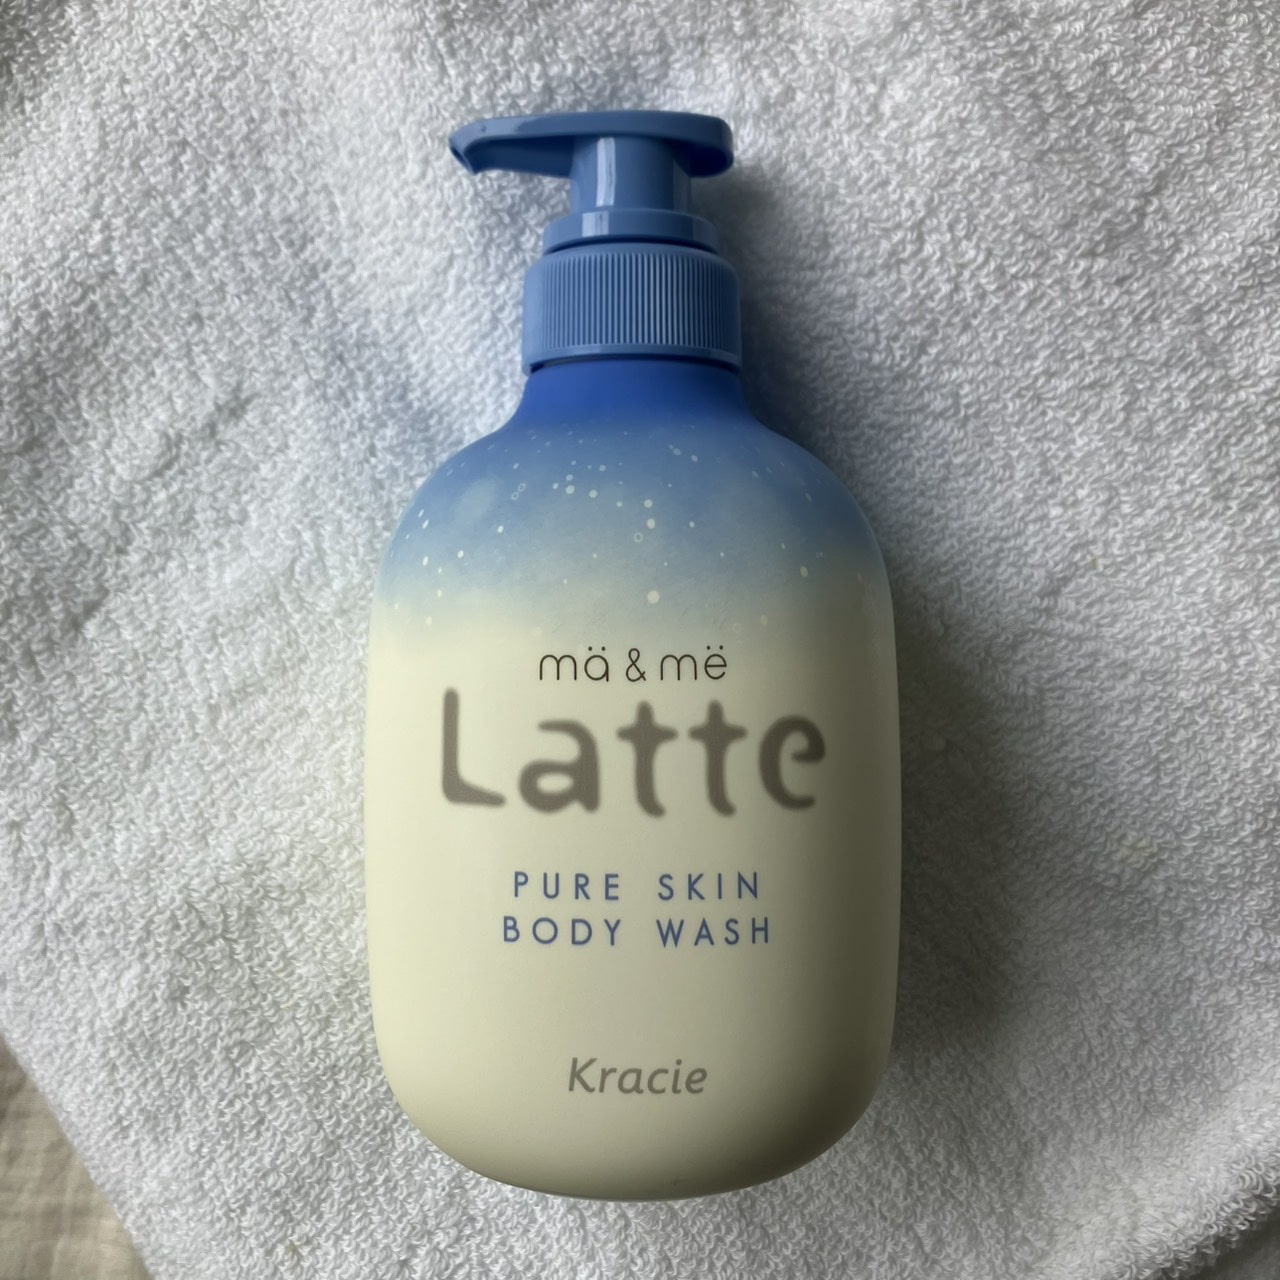 mä & më
Latte
PURE SKIN
BODY WASH
Kracie